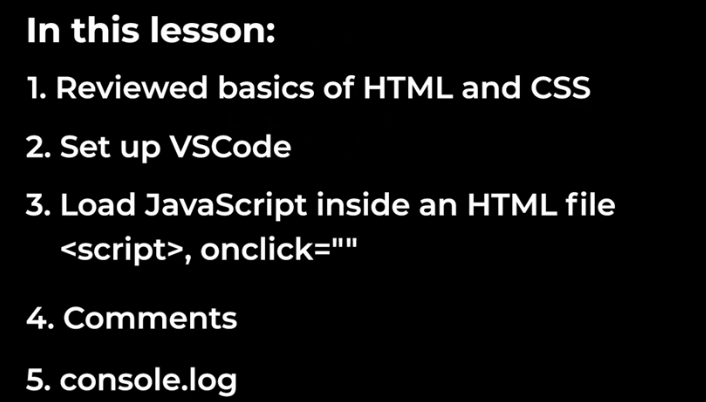 In this lesson:
1. Reviewed basics of HTML and CSS
2. Set up VSCode
3. Load JavaScript inside an HTML file
<script>, onclick=""
4. Comments
5. console.log